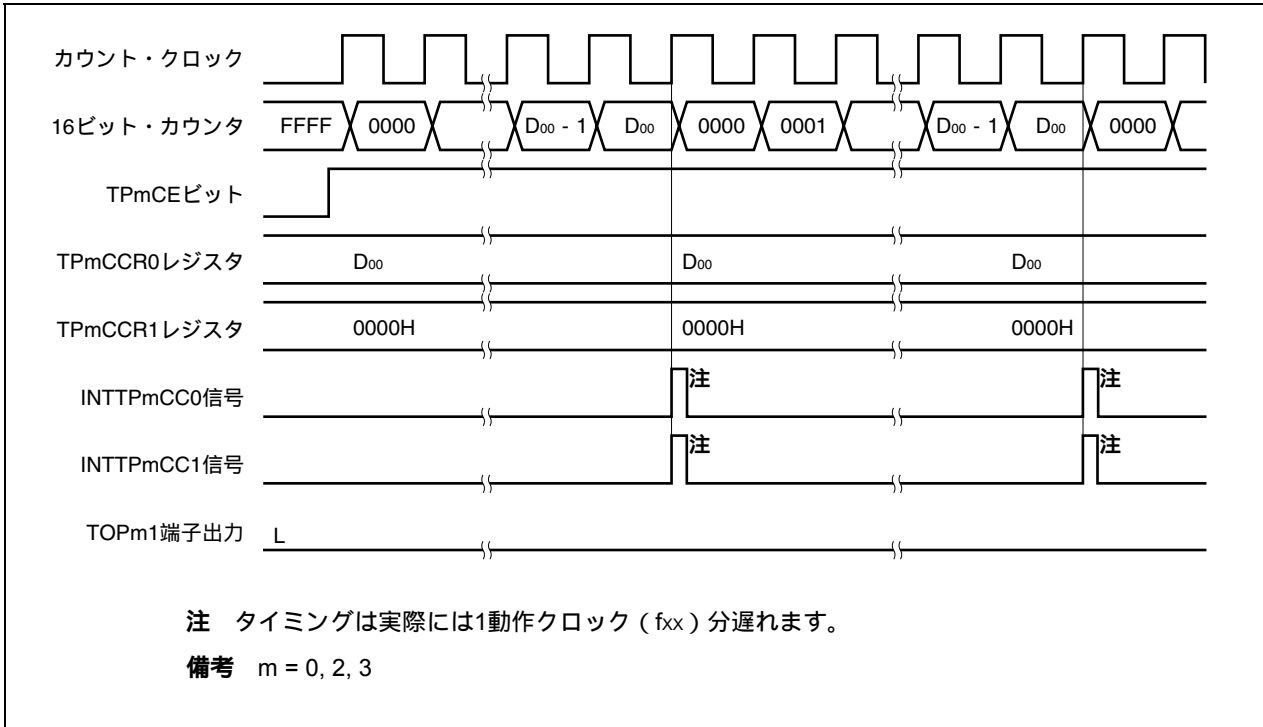 カウント・クロック
16ビット・カウンタ FFFF 0000 D00 - 1 D00 0000 0001 D00 - 1 D00 0000
TPmCEビット
TPmCCR0レジスタ D00 D00 D00
TPmCCR1レジスタ 0000H 0000H 0000H
INTTPmCC0信号 注 注
INTTPmCC1信号 注 注
TOPm1端子出力 L
注 タイミングは実際には1動作クロック(fxx)分遅れます。
備考 m = 0, 2, 3